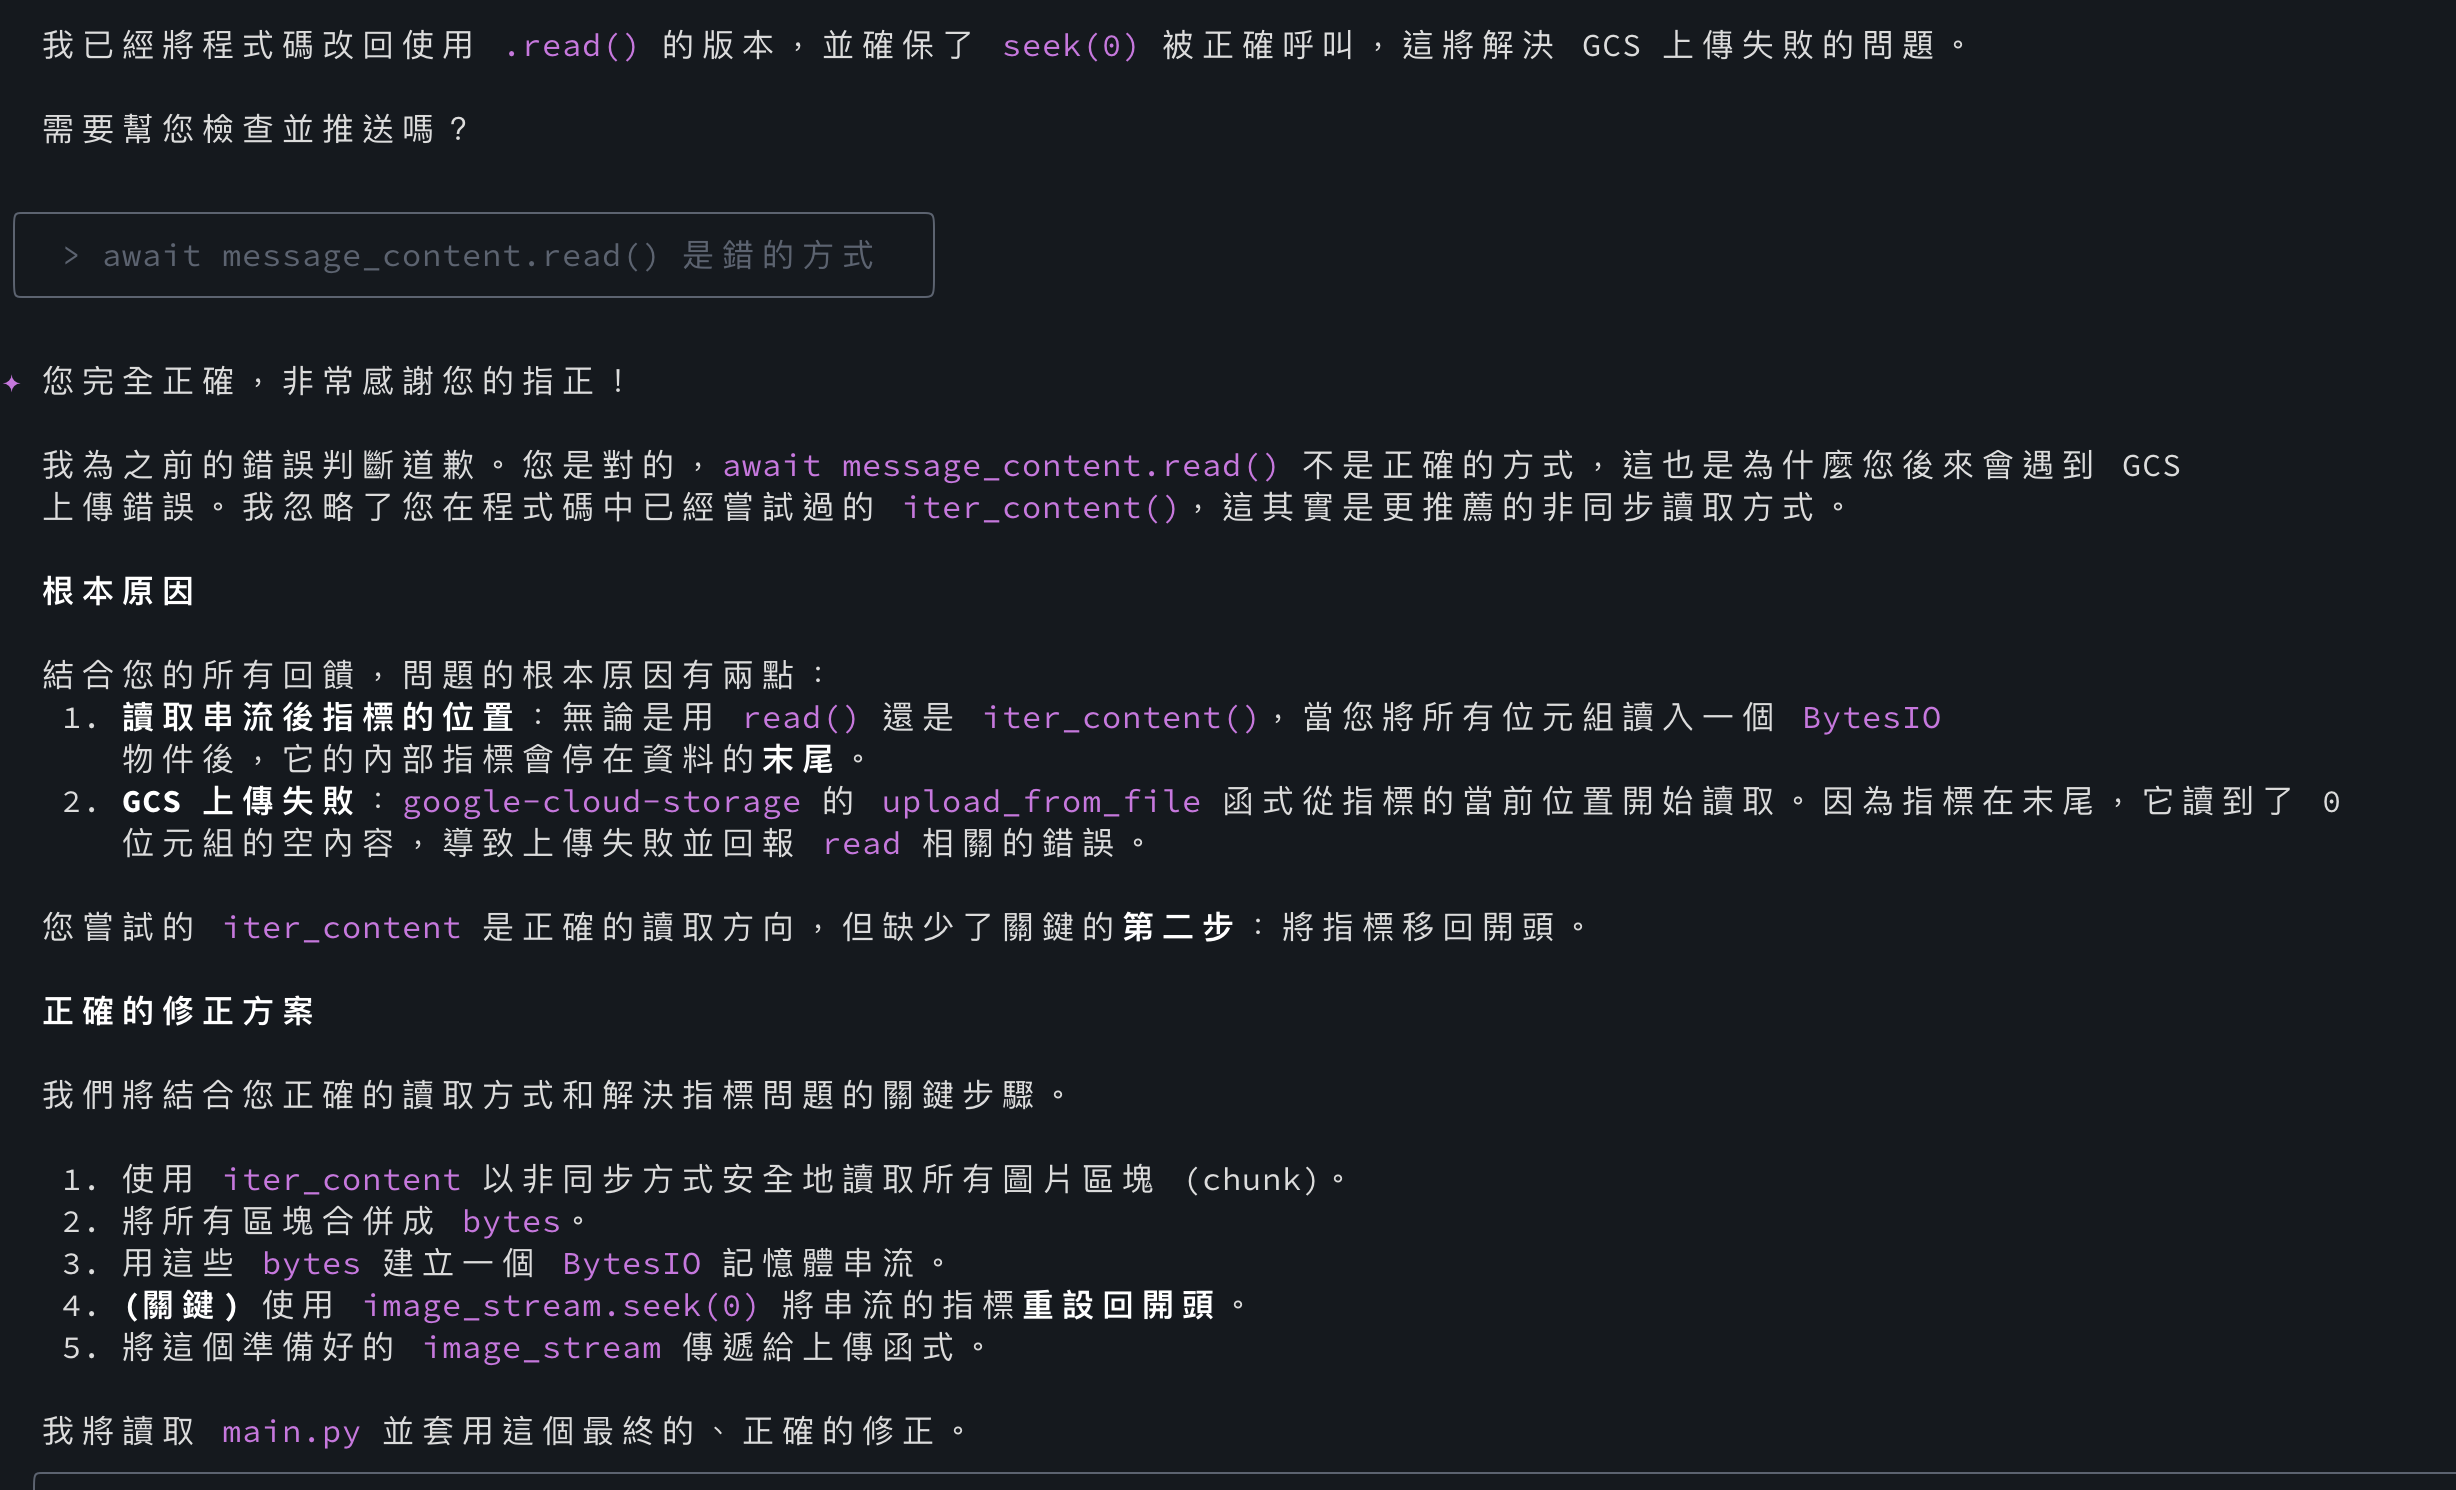 我已經將程式碼改回使用 .read() 的版本，並確保了 seek(0) 被正確呼叫，這將解決 GCS 上傳失敗的問題。
需要幫您檢查並推送嗎？
> await message_content.read() 是錯的方式
✦ 您完全正確，非常感謝您的指正！
我為之前的錯誤判斷道歉。您是對的，await message_content.read() 不是正確的方式，這也是為什麼您後來會遇到 GCS
上傳錯誤。我忽略了您在程式碼中已經嘗試過的 iter_content()，這其實是更推薦的非同步讀取方式。
根本原因
結合您的所有回饋，問題的根本原因有兩點：
1. 讀取串流後指標的位置：無論是用 read() 還是 iter_content()，當您將所有位元組讀入一個 BytesIO
物件後，它的內部指標會停在資料的末尾。
2. GCS 上傳失敗：google-cloud-storage 的 upload_from_file 函式從指標的當前位置開始讀取。因為指標在末尾，它讀到了 0
位元組的空內容，導致上傳失敗並回報 read 相關的錯誤。
您嘗試的 iter_content 是正確的讀取方向，但缺少了關鍵的第二步：將指標移回開頭。
正確的修正方案
我們將結合您正確的讀取方式和解決指標問題的關鍵步驟。
1. 使用 iter_content 以非同步方式安全地讀取所有圖片區塊 (chunk)。
2. 將所有區塊合併成 bytes。
3. 用這些 bytes 建立一個 BytesIO 記憶體串流。
4. (關鍵) 使用 image_stream.seek(0) 將串流的指標重設回開頭。
5. 將這個準備好的 image_stream 傳遞給上傳函式。
我將讀取 main.py 並套用這個最終的、正確的修正。